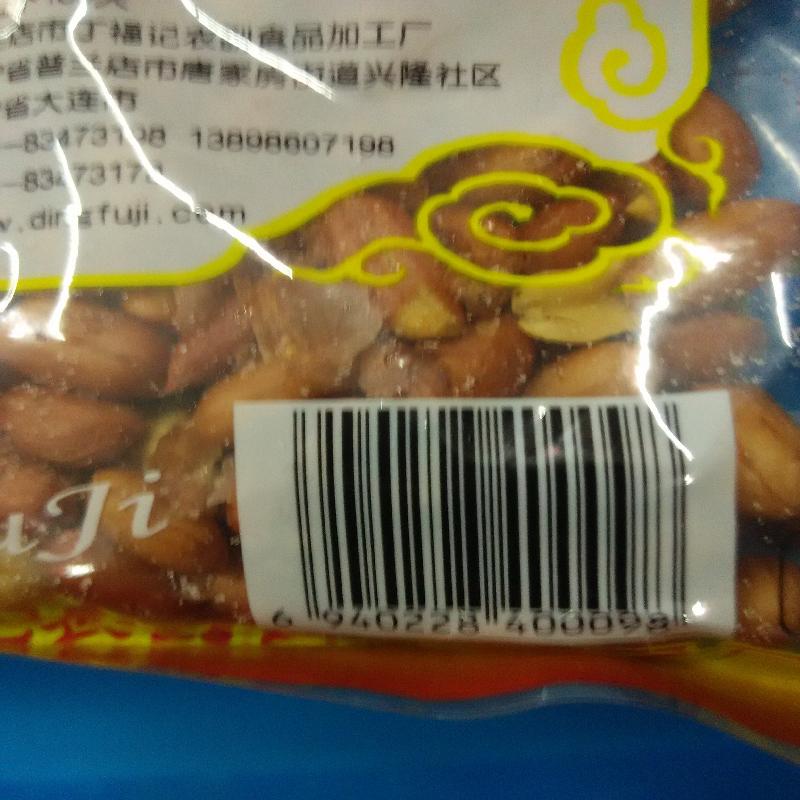 店市丁福记农副食品加工厂
省普兰店市唐家房街道兴隆社区
省大连市
-83473198 13898607198
-83473178
w.dingfuji.com
uJi
6 940228 400098